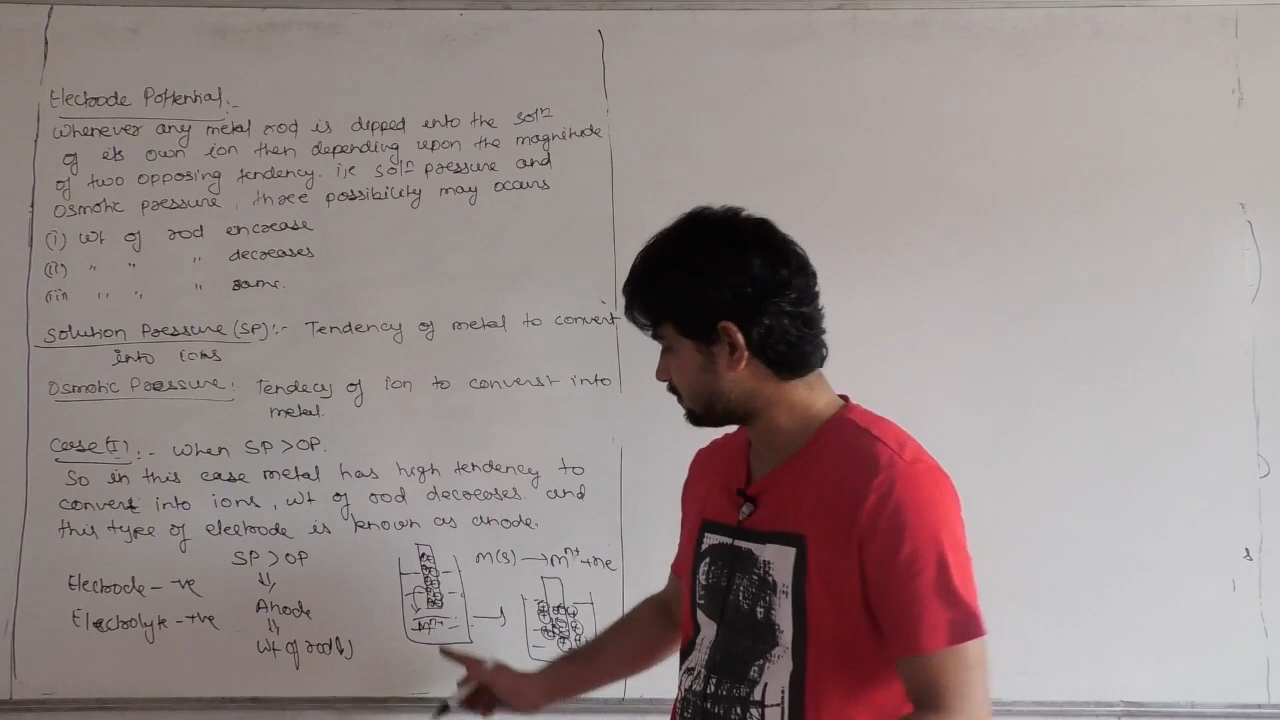 Electrode Potential:-
Whenever any metal rod is dipped into the solⁿ
of its own ion then depending upon the magnitude
of two opposing tendency. i,e solⁿ pressure and
osmotic pressure, three possibility may occurs
(i) wt of rod encrease
(ii) " " " decreases
(iii " " " same.
Solution Pressure (SP):- Tendency of metal to convert
into ions
Osmotic Pressure: Tendecy of ion to convert into
metal.
Case(I):- when SP > OP.
So in this case metal has high tendency to
convert into ions, wt of rod decreases. and
this type of electrode is known as anode.
SP > OP
Electrode - -ve
Electrolyte - +ve
⇓
Anode
⇓
wt of rod(↓)
M(s) → Mⁿ⁺ + ne
Mⁿ⁺